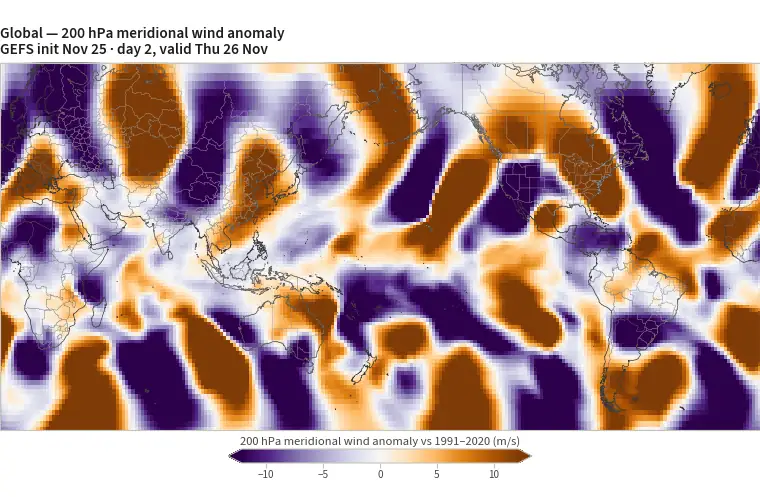 Global — 200 hPa meridional wind anomaly
GEFS init Nov 25 · day 2, valid Thu 26 Nov
200 hPa meridional wind anomaly vs 1991–2020 (m/s)
−10 −5 0 5 10